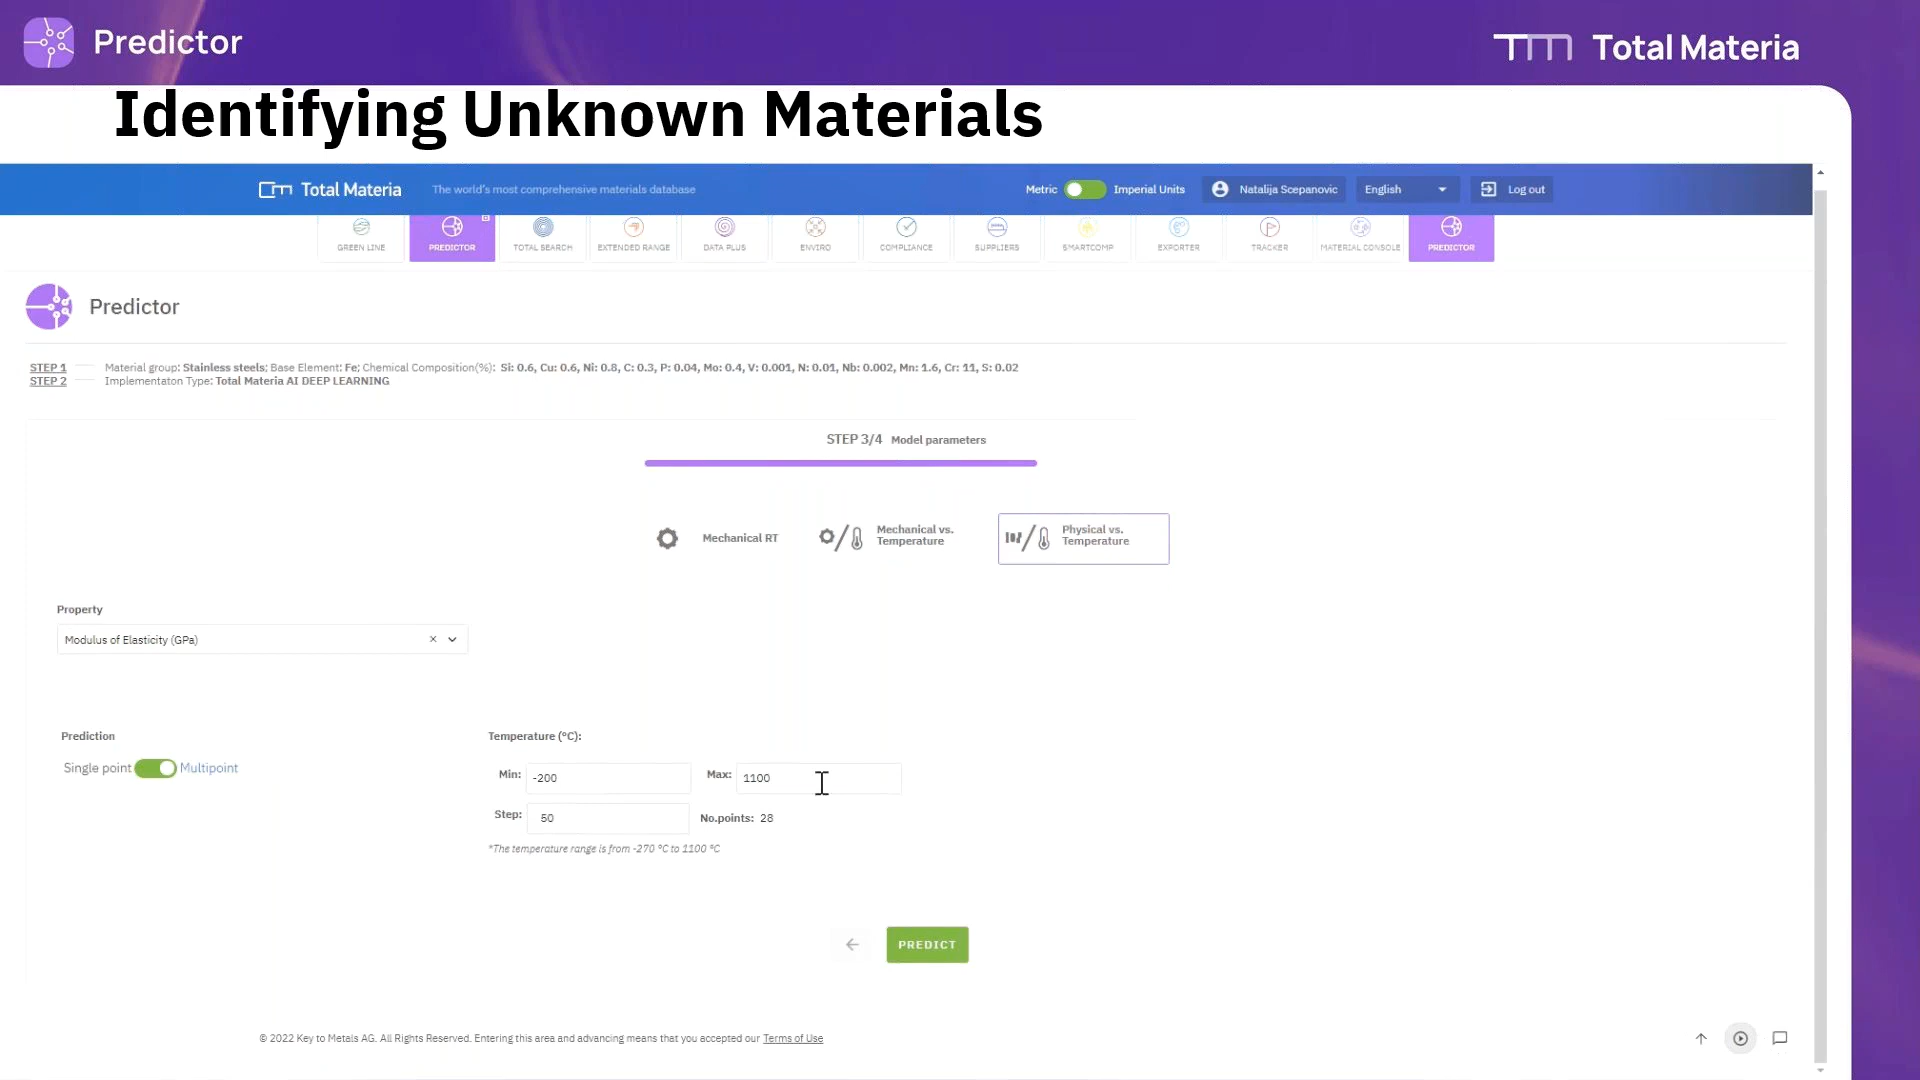 Predictor
Total Materia
Identifying Unknown Materials
Total Materia The world's most comprehensive materials database Metric Imperial Units Natalija Scepanovic English Log out
GREEN LINE PREDICTOR TOTAL SEARCH EXTENDED RANGE DATA PLUS ENVIRO COMPLIANCE SUPPLIERS SMARTCOMP EXPORTER TRACKER MATERIAL CONSOLE PREDICTOR
Predictor
STEP 1 Material group: Stainless steels; Base Element: Fe; Chemical Composition(%): Si: 0.6, Cu: 0.6, Ni: 0.8, C: 0.3, P: 0.04, Mo: 0.4, V: 0.001, N: 0.01, Nb: 0.002, Mn: 1.6, Cr: 11, S: 0.02
STEP 2 Implementaton Type: Total Materia AI DEEP LEARNING
STEP 3/4 Model parameters
Mechanical RT
Mechanical vs.
Temperature
Physical vs.
Temperature
Property
Modulus of Elasticity (GPa)
Prediction
Single point Multipoint
Temperature (°C):
Min: -200 Max: 1100
Step: 50 No.points: 28
*The temperature range is from -270 °C to 1100 °C
PREDICT
© 2022 Key to Metals AG. All Rights Reserved. Entering this area and advancing means that you accepted our Terms of Use